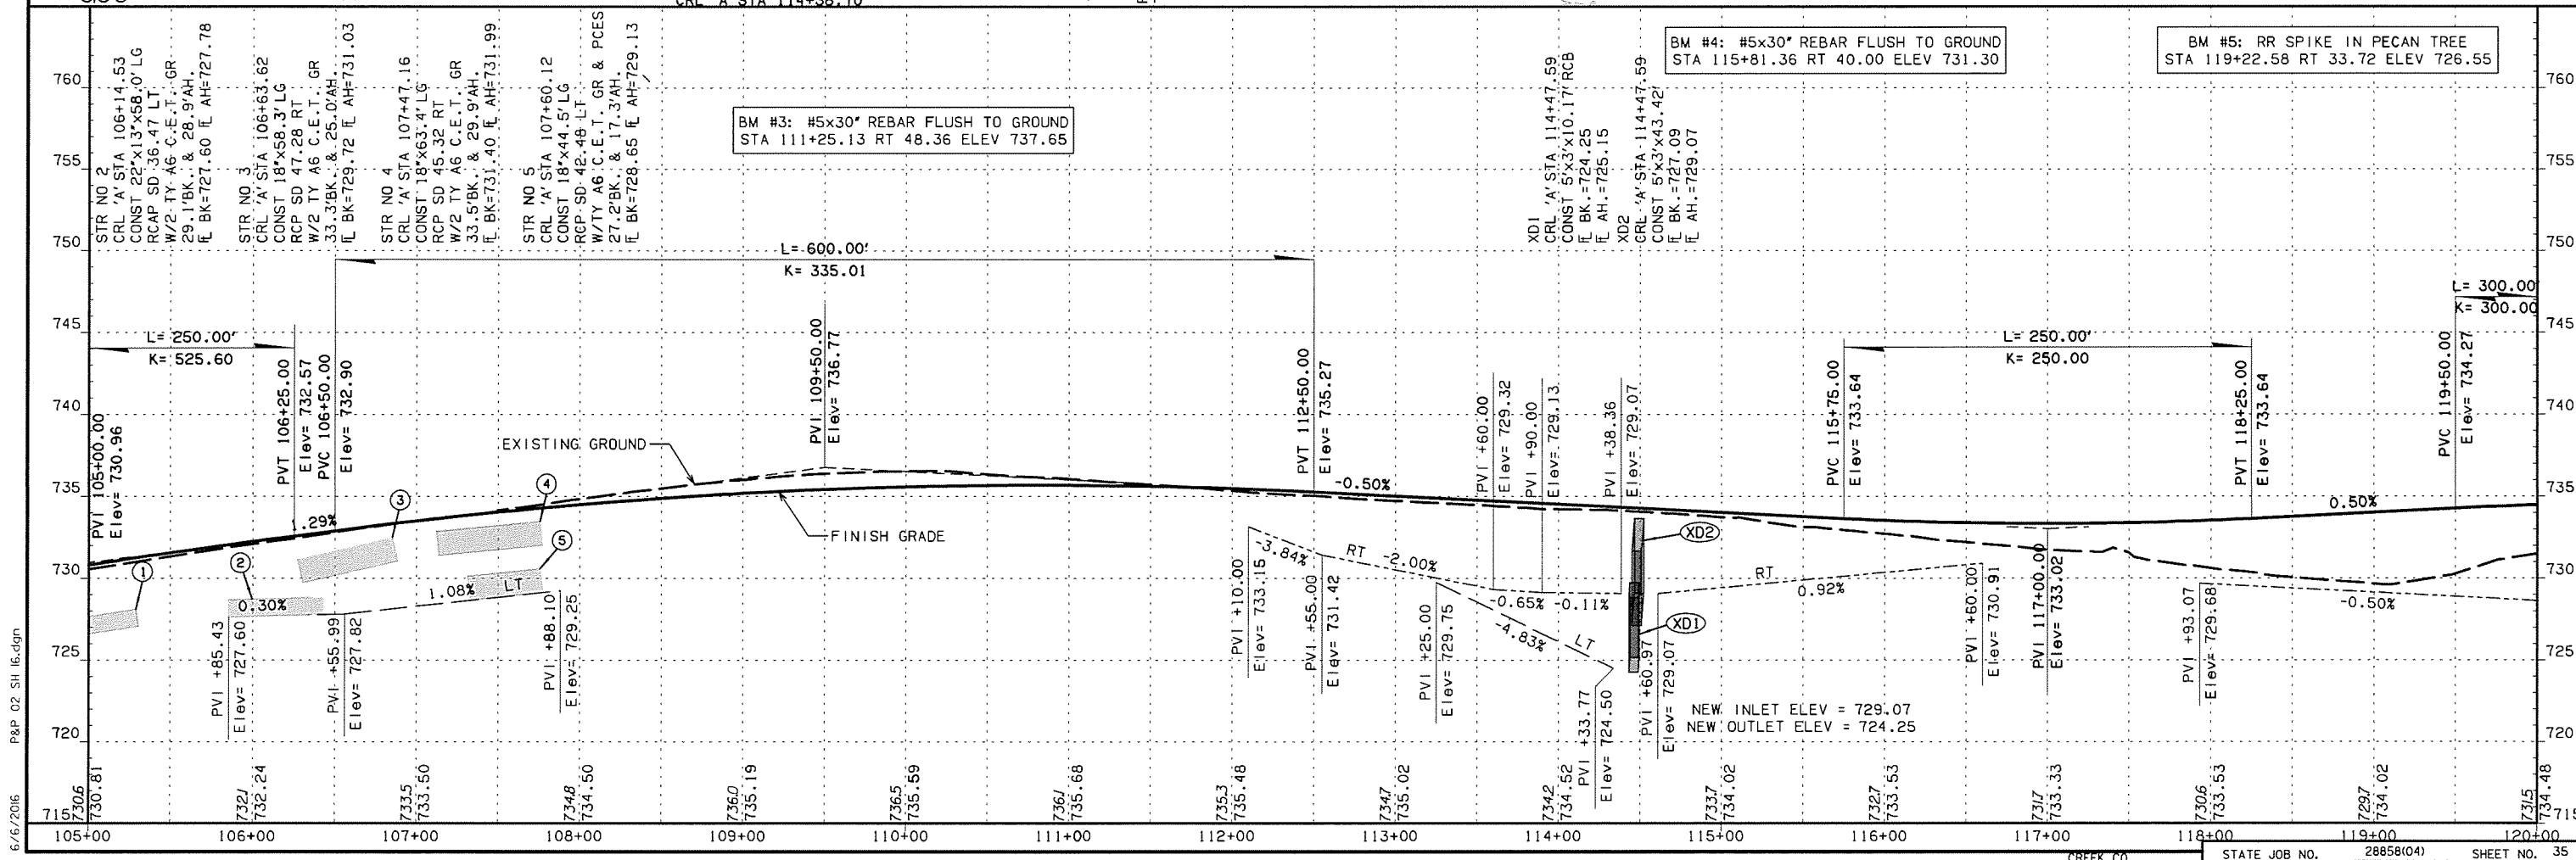 CRL 'A' STA 114+38.10
STR NO 2
CRL 'A' STA 106+14.53
CONST 22"x13"x58.0' LG
RCAP SD 36.47 LT
W/2 TY A6 C.E.T. GR
29.1'BK. & 28.9'AH.
FL BK=727.60 FL AH=727.78
STR NO 3
CRL 'A' STA 106+63.62
CONST 18"x58.3' LG
RCP SD 47.28 RT
W/2 TY A6 C.E.T. GR
33.3'BK. & 25.0'AH.
FL BK=729.72 FL AH=731.03
STR NO 4
CRL 'A' STA 107+47.16
CONST 18"x63.4' LG
RCP SD 45.32 RT
W/2 TY A6 C.E.T. GR
33.5'BK. & 29.9'AH.
FL BK=731.40 FL AH=731.99
STR NO 5
CRL 'A' STA 107+60.12
CONST 18"x44.5' LG
RCP SD 42.48 LT
W/TY A6 C.E.T. GR & PCES
27.2'BK. & 17.3'AH.
FL BK=728.65 FL AH=729.13
BM #3: #5x30" REBAR FLUSH TO GROUND
STA 111+25.13 RT 48.36 ELEV 737.65
XD1
CRL 'A' STA 114+47.59
CONST 5'x3'x10.17' RCB
FL BK.=724.25
FL AH.=725.15
XD2
CRL 'A' STA 114+47.59
CONST 5'x3'x43.42'
FL BK.=727.09
FL AH.=729.07
BM #4: #5x30" REBAR FLUSH TO GROUND
STA 115+81.36 RT 40.00 ELEV 731.30
BM #5: RR SPIKE IN PECAN TREE
STA 119+22.58 RT 33.72 ELEV 726.55
760
755
750
745
740
735
730
725
720
715
760
755
750
745
740
735
730
725
720
715
L= 250.00'
K= 525.60
L= 600.00'
K= 335.01
L= 250.00'
K= 250.00
L= 300.00
K= 300.00
PVI 105+00.00
Elev= 730.96
PVT 106+25.00
Elev= 732.57
PVC 106+50.00
Elev= 732.90
PVI 109+50.00
Elev= 736.77
PVT 112+50.00
Elev= 735.27
PVI +60.00
Elev= 729.32
PVI +90.00
Elev= 729.13
PVI +38.36
Elev= 729.07
PVC 115+75.00
Elev= 733.64
PVT 118+25.00
Elev= 733.64
PVC 119+50.00
Elev= 734.27
EXISTING GROUND
FINISH GRADE
1.29%
-0.50%
0.50%
1
2
3
4
5
0.30%
1.08%
LT
-3.84%
RT
-2.00%
-0.65%
-0.11%
-4.83%
LT
XD2
XD1
RT
0.92%
-0.50%
PVI +85.43
Elev= 727.60
PVI +55.99
Elev= 727.82
PVI +88.10
Elev= 729.25
PVI +10.00
Elev= 733.15
PVI +55.00
Elev= 731.42
PVI +25.00
Elev= 729.75
PVI +33.77
Elev= 724.50
PVI +60.97
Elev= 729.07
PVI +60.00
Elev= 730.91
PVI 117+00.00
Elev= 733.02
PVI +93.07
Elev= 729.68
NEW INLET ELEV = 729.07
NEW OUTLET ELEV = 724.25
730.6
730.81
732.1
732.24
733.5
733.50
734.8
734.50
736.0
735.19
736.5
735.59
736.1
735.68
735.3
735.48
734.7
735.02
734.2
734.52
733.7
734.02
732.7
733.53
731.7
733.33
730.6
733.53
729.7
734.02
731.5
734.48
105+00 106+00 107+00 108+00 109+00 110+00 111+00 112+00 113+00 114+00 115+00 116+00 117+00 118+00 119+00 120+00
P&P 02 SH 16.dgn
6/6/2016
CREEK CO
STATE JOB NO. 28858(04) SHEET NO. 35